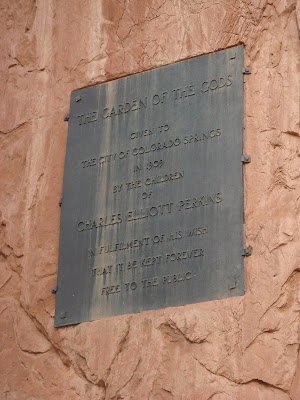 THE GARDEN OF THE GODS
GIVEN TO
THE CITY OF COLORADO SPRINGS
IN 1909
BY THE CHILDREN
OF
CHARLES ELLIOTT PERKINS
IN FULFILMENT OF HIS WISH
THAT IT BE KEPT FOREVER
FREE TO THE PUBLIC